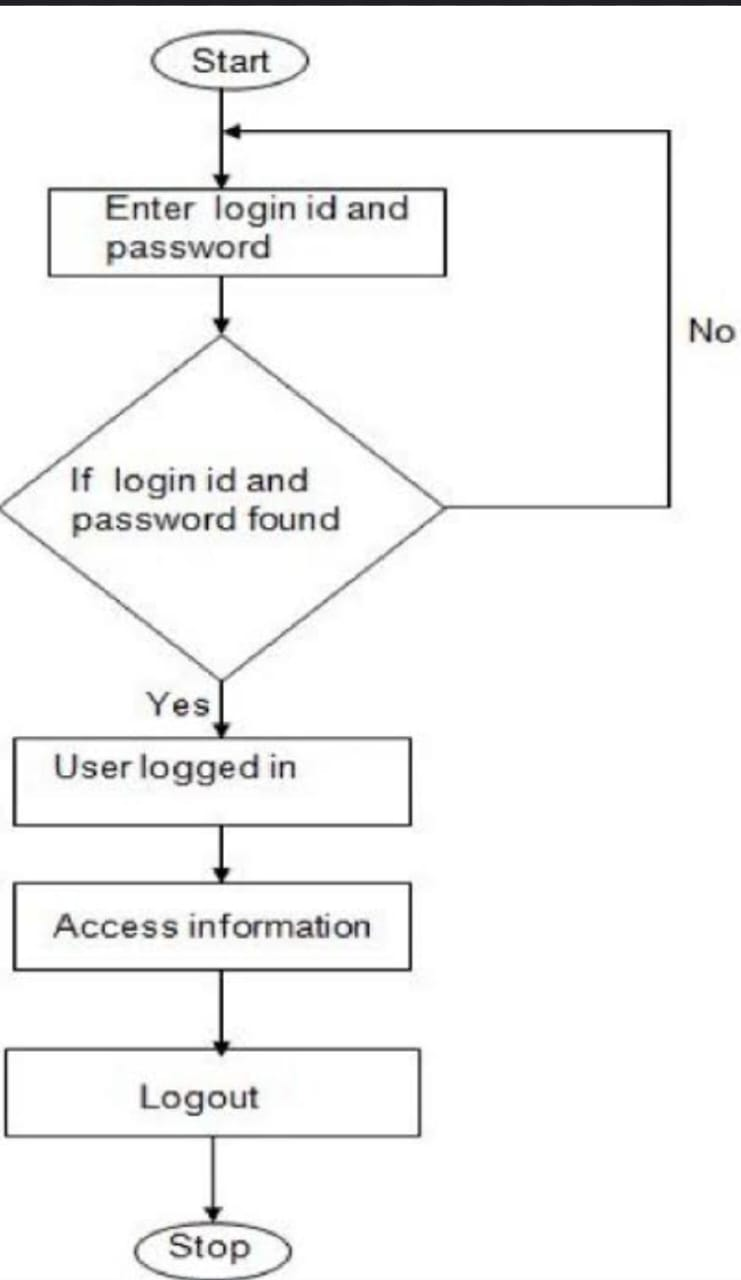 Start
Enter login id and
password
No
If login id and
password found
Yes
User logged in
Access information
Logout
Stop